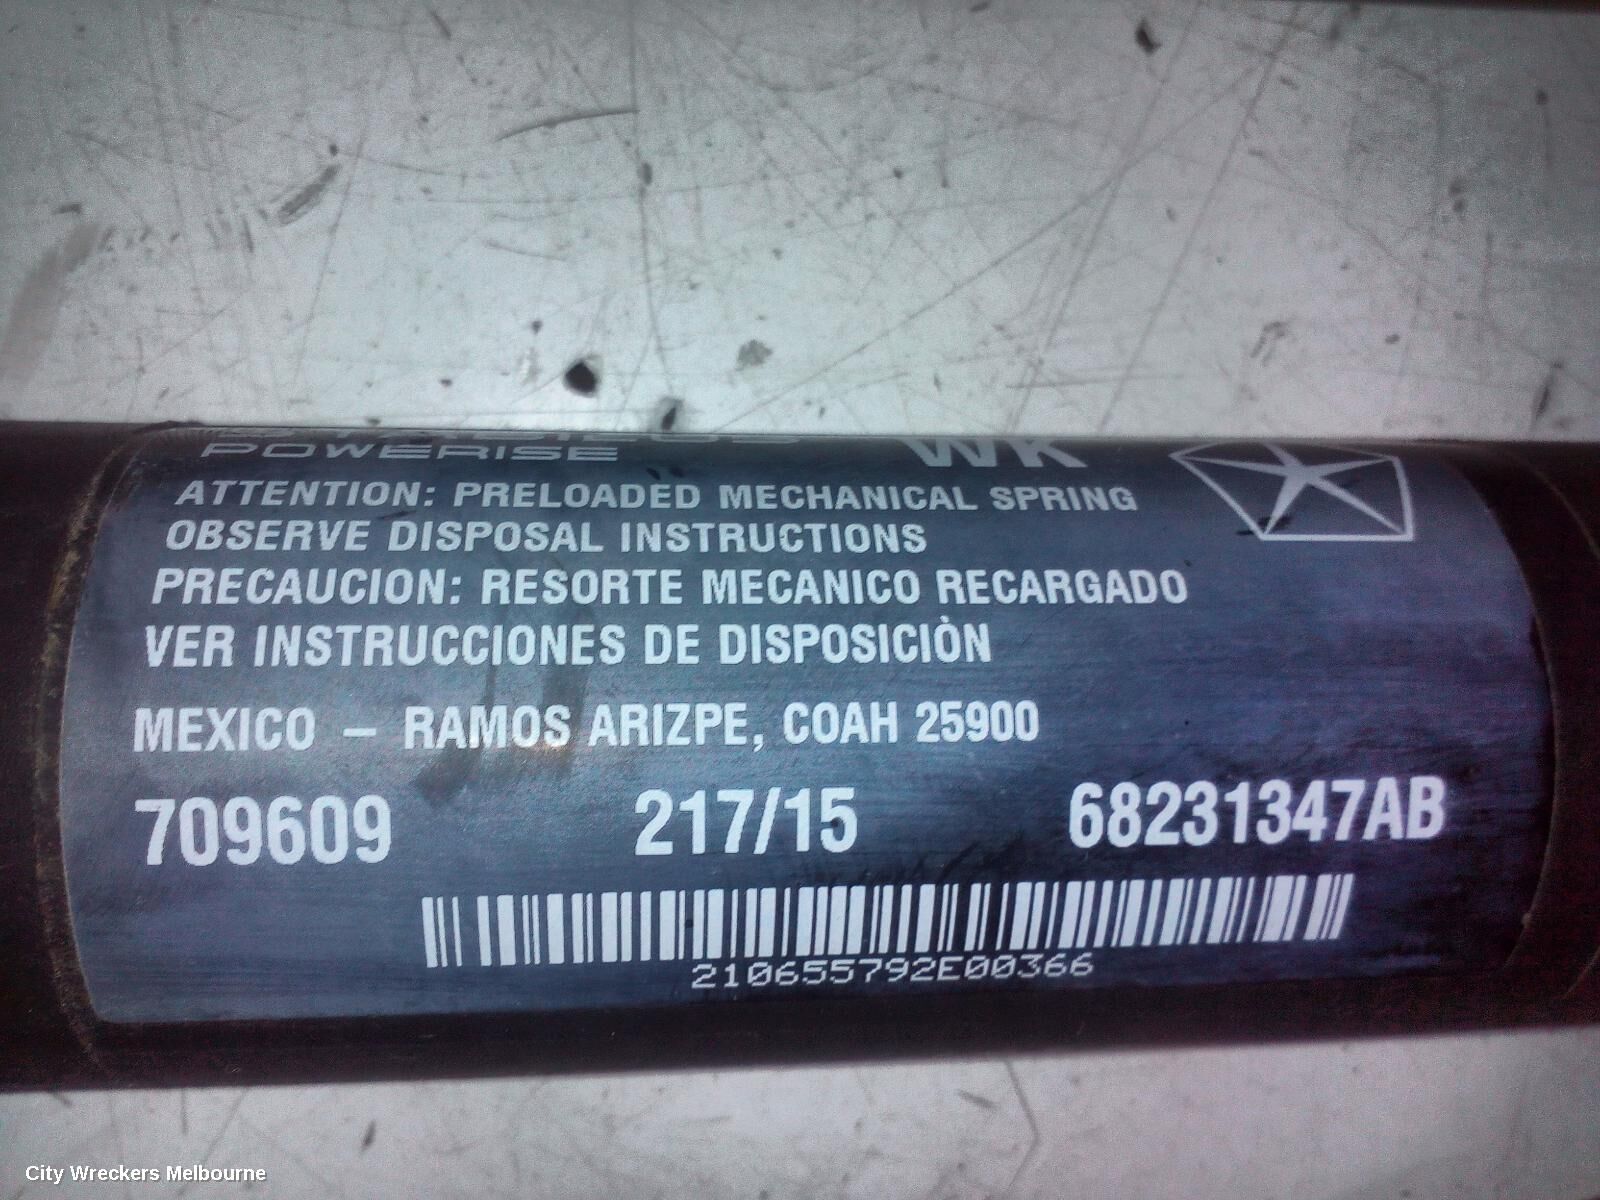 POWERISE WK
ATTENTION: PRELOADED MECHANICAL SPRING
OBSERVE DISPOSAL INSTRUCTIONS
PRECAUCION: RESORTE MECANICO RECARGADO
VER INSTRUCCIONES DE DISPOSICIÒN
MEXICO – RAMOS ARIZPE, COAH 25900
709609 217/15 68231347AB
210655792E00366
City Wreckers Melbourne